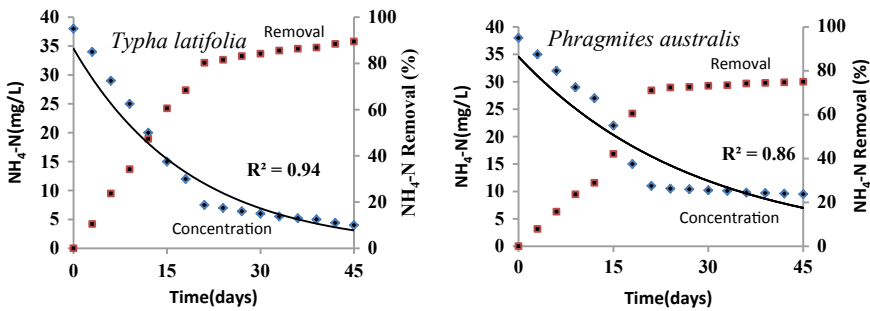 Typha latifolia
Removal
R² = 0.94
Concentration
NH₄-N(mg/L)
40
35
30
25
20
15
10
5
0
100
80
60
40
20
0
NH₄-N Removal (%)
0 15 30 45
Time(days)
Phragmites australis
Removal
R² = 0.86
Concentration
NH₄-N(mg/L)
40
35
30
25
20
15
10
5
0
100
80
60
40
20
0
NH₄-N Removal (%)
0 15 30 45
Time(days)